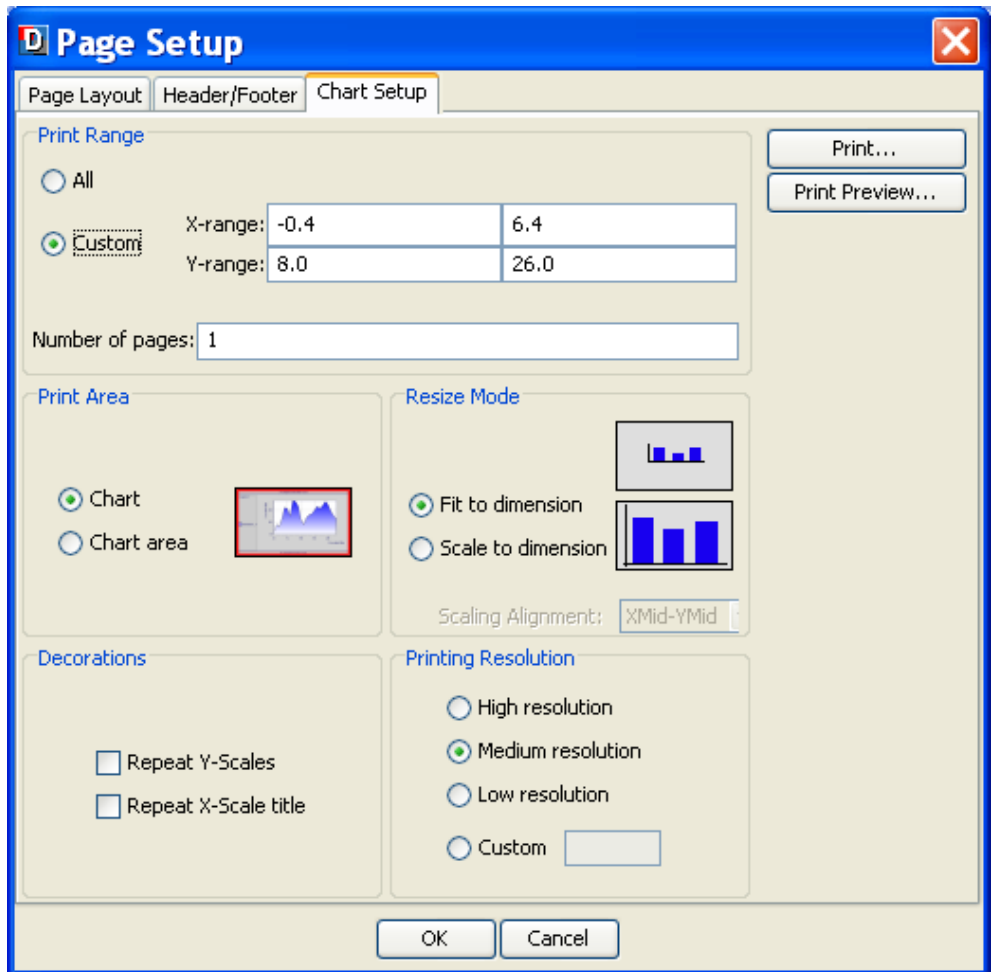 D Page Setup
Page Layout Header/Footer Chart Setup
Print Range
All
Custom
X-range: -0.4 6.4
Y-range: 8.0 26.0
Number of pages: 1
Print...
Print Preview...
Print Area
Chart
Chart area
Resize Mode
Fit to dimension
Scale to dimension
Scaling Alignment: XMid-YMid
Decorations
Repeat Y-Scales
Repeat X-Scale title
Printing Resolution
High resolution
Medium resolution
Low resolution
Custom
OK Cancel